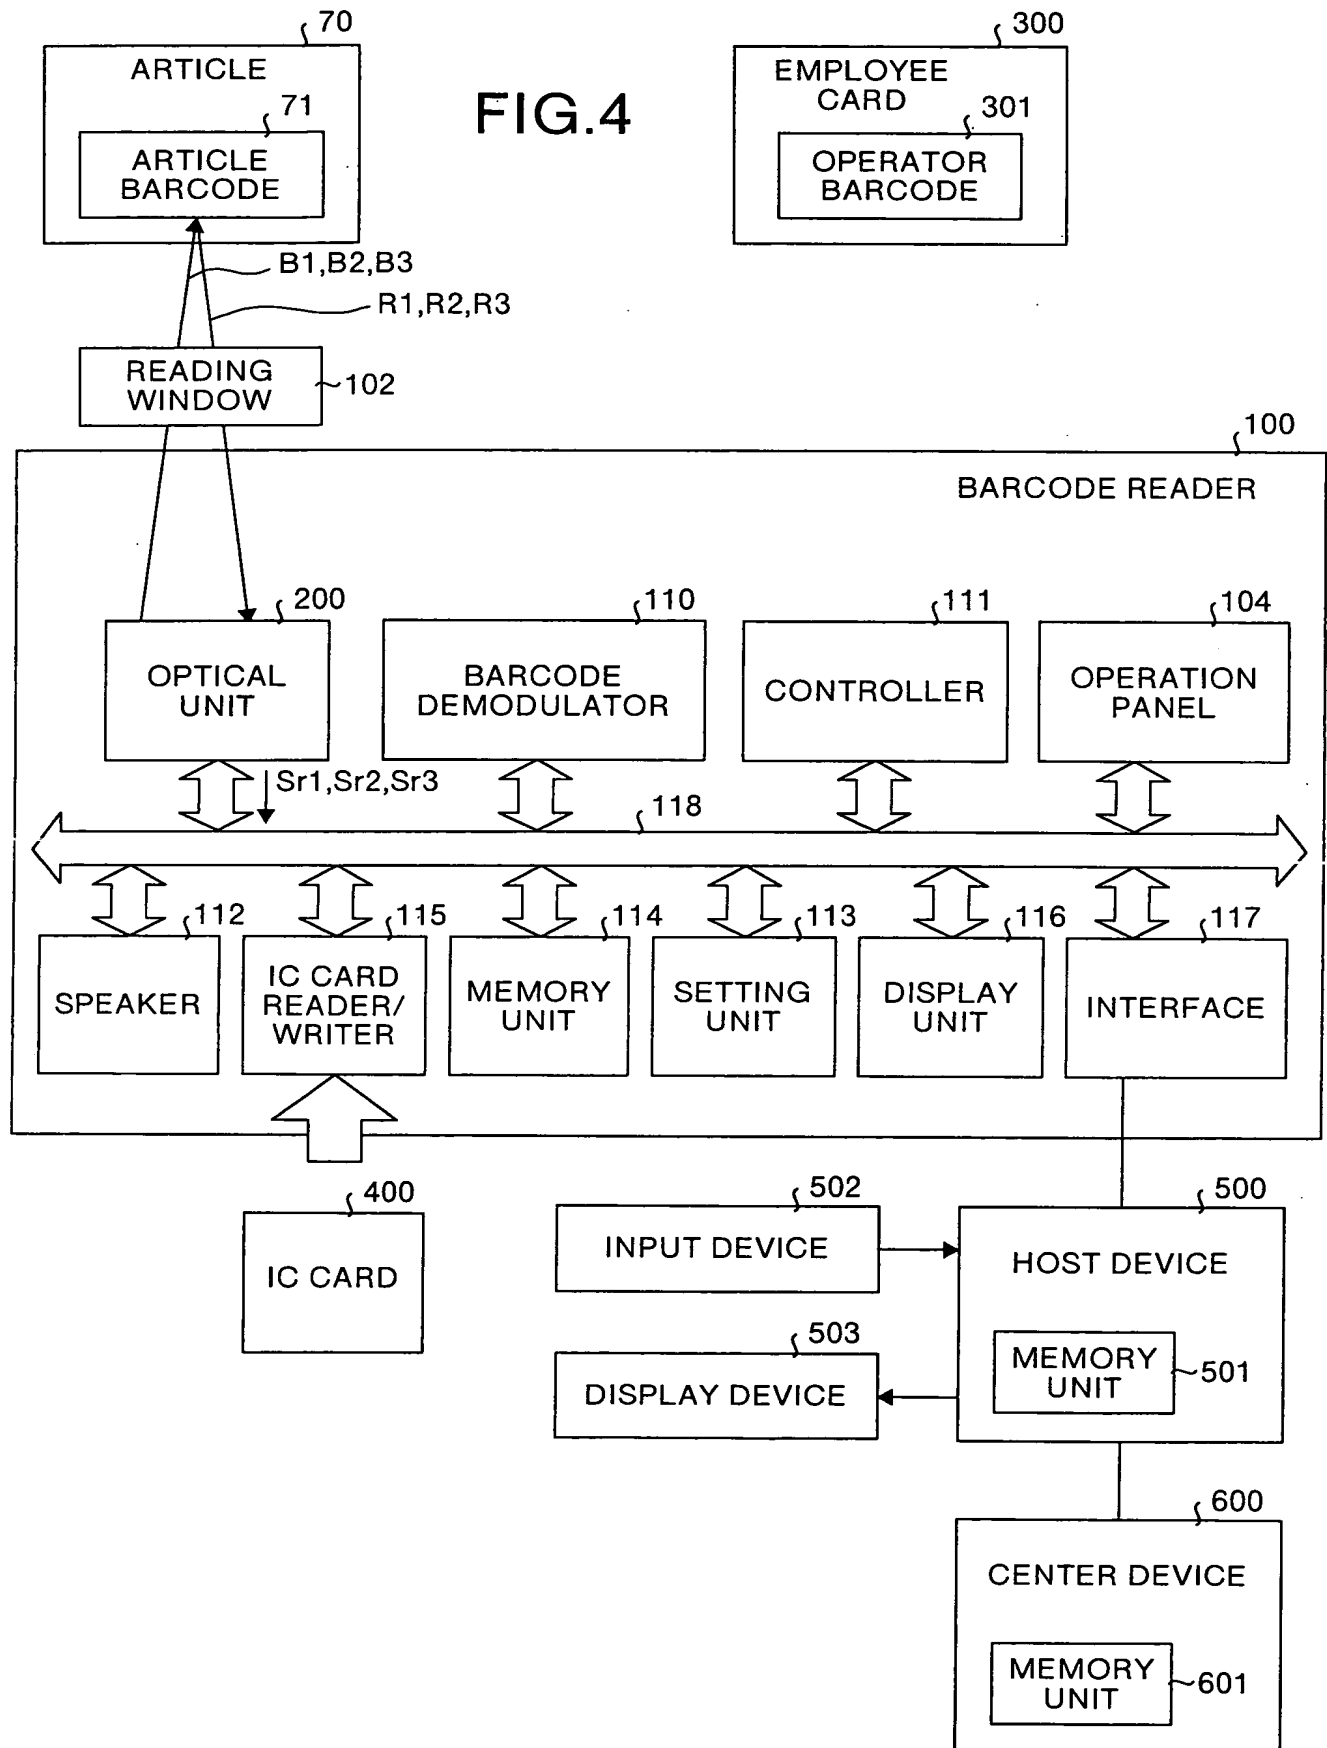 70
ARTICLE
71
ARTICLE
BARCODE
FIG.4
300
EMPLOYEE
CARD
301
OPERATOR
BARCODE
B1,B2,B3
R1,R2,R3
READING
WINDOW
102
100
BARCODE READER
200
OPTICAL
UNIT
110
BARCODE
DEMODULATOR
111
CONTROLLER
104
OPERATION
PANEL
Sr1,Sr2,Sr3
118
112
SPEAKER
115
IC CARD
READER/
WRITER
114
MEMORY
UNIT
113
SETTING
UNIT
116
DISPLAY
UNIT
117
INTERFACE
400
IC CARD
502
INPUT DEVICE
503
DISPLAY DEVICE
500
HOST DEVICE
MEMORY
UNIT
501
600
CENTER DEVICE
MEMORY
UNIT
601